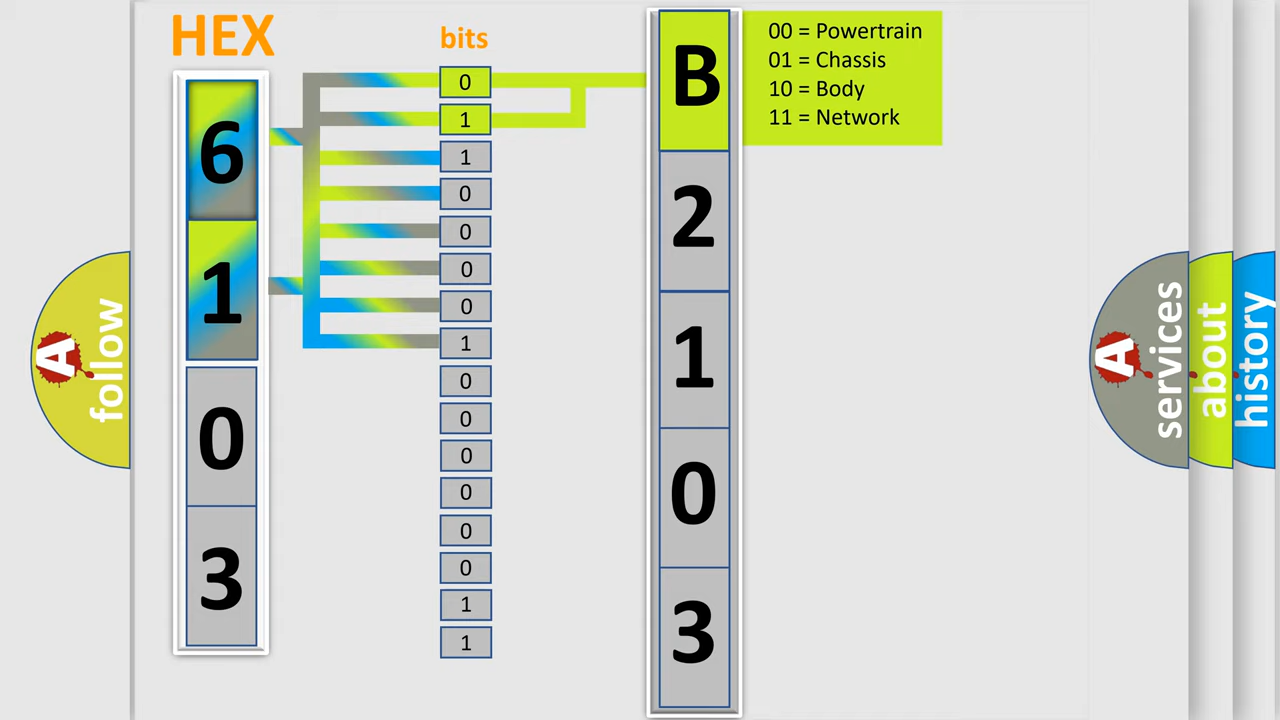 HEX
bits
6
1
0
3
0
1
1
0
0
0
0
1
0
0
0
0
0
0
1
1
B
2
1
0
3
00 = Powertrain
01 = Chassis
10 = Body
11 = Network
A
follow
A
services
about
history